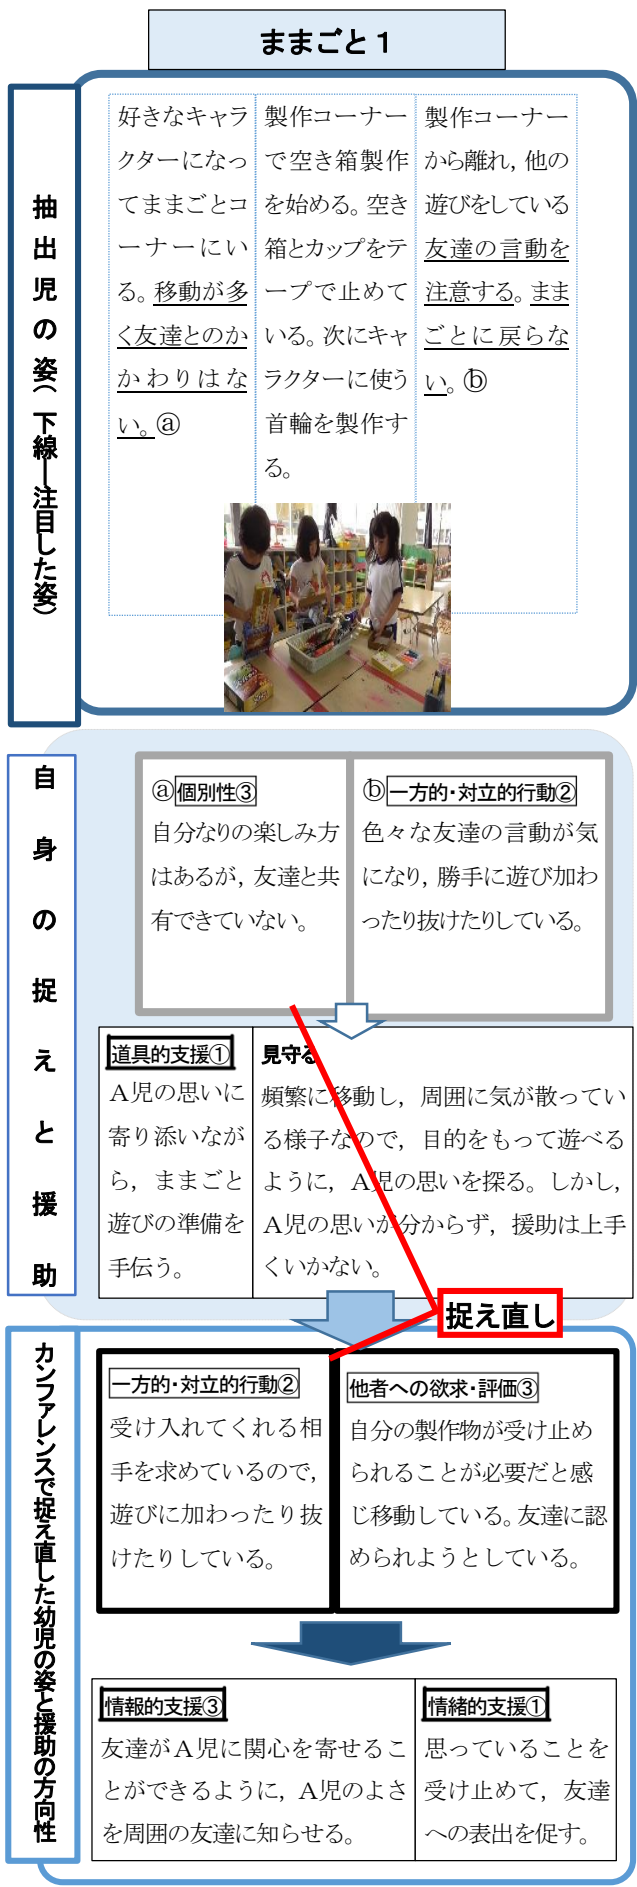 ままごと１
抽出児の姿（下線―注目した姿）
好きなキャラ
クターになっ
てままごとコ
ーナーにい
る。移動が多
く友達とのか
かわりはな
い。ⓐ
製作コーナー
で空き箱製作
を始める。空き
箱とカップをテ
ープで止めて
いる。次にキャ
ラクターに使う
首輪を製作す
る。
製作コーナー
から離れ，他の
遊びをしている
友達の言動を
注意する。まま
ごとに戻らな
い。ⓑ
自身の捉えと援助
ⓐ個別性③
自分なりの楽しみ方
はあるが，友達と共
有できていない。
ⓑ一方的・対立的行動②
色々な友達の言動が気
になり，勝手に遊び加わ
ったり抜けたりしている。
道具的支援①
Ａ児の思いに
寄り添いなが
ら，ままごと
遊びの準備を
手伝う。
見守る
頻繁に移動し，周囲に気が散ってい
る様子なので，目的をもって遊べる
ように，Ａ児の思いを探る。しかし，
Ａ児の思いが分からず，援助は上手
くいかない。
捉え直し
カンファレンスで捉え直した幼児の姿と援助の方向性
一方的・対立的行動②
受け入れてくれる相
手を求めているので，
遊びに加わったり抜
けたりしている。
他者への欲求・評価③
自分の製作物が受け止め
られることが必要だと感
じ移動している。友達に認
められようとしている。
情報的支援③
友達がＡ児に関心を寄せるこ
とができるように，Ａ児のよさ
を周囲の友達に知らせる。
情緒的支援①
思っていることを
受け止めて，友達
への表出を促す。